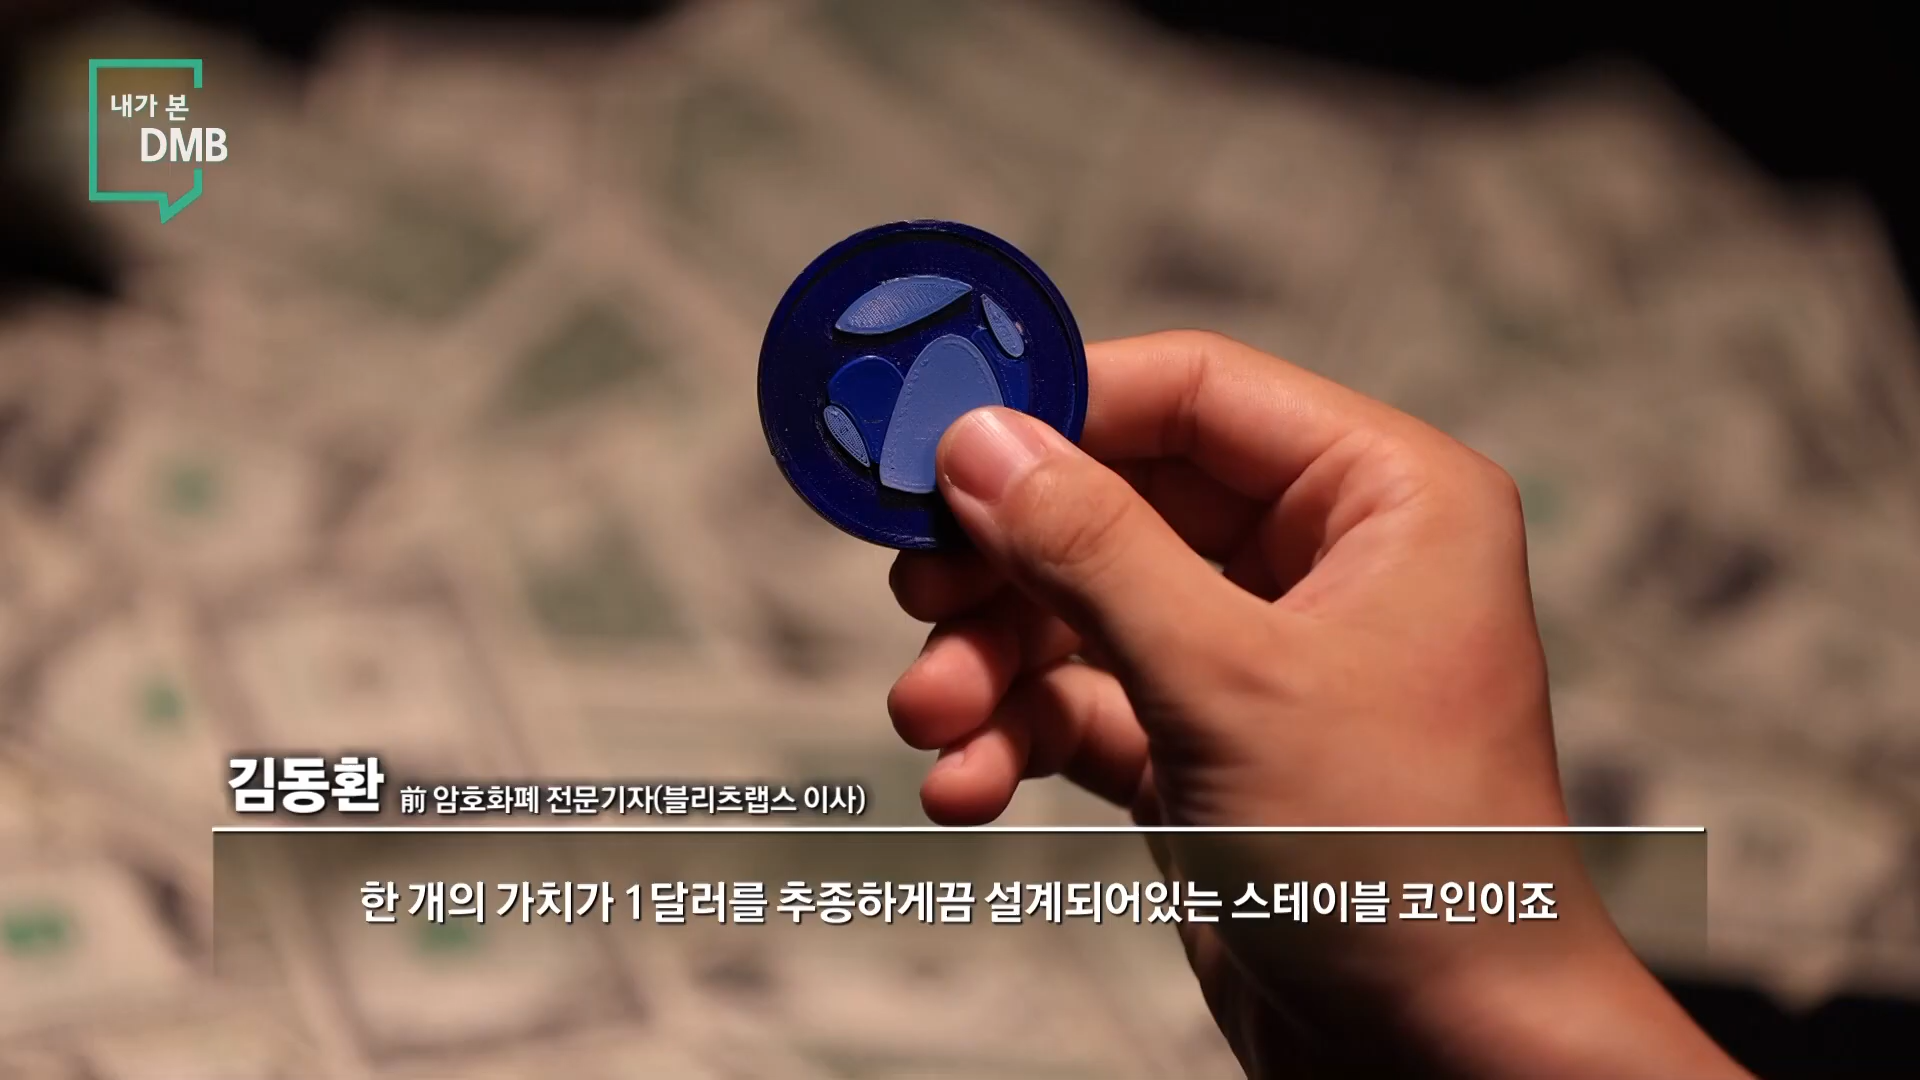 내가 본
DMB
김동환 前 암호화폐 전문기자(블리츠랩스 이사)
한 개의 가치가 1달러를 추종하게끔 설계되어있는 스테이블 코인이죠